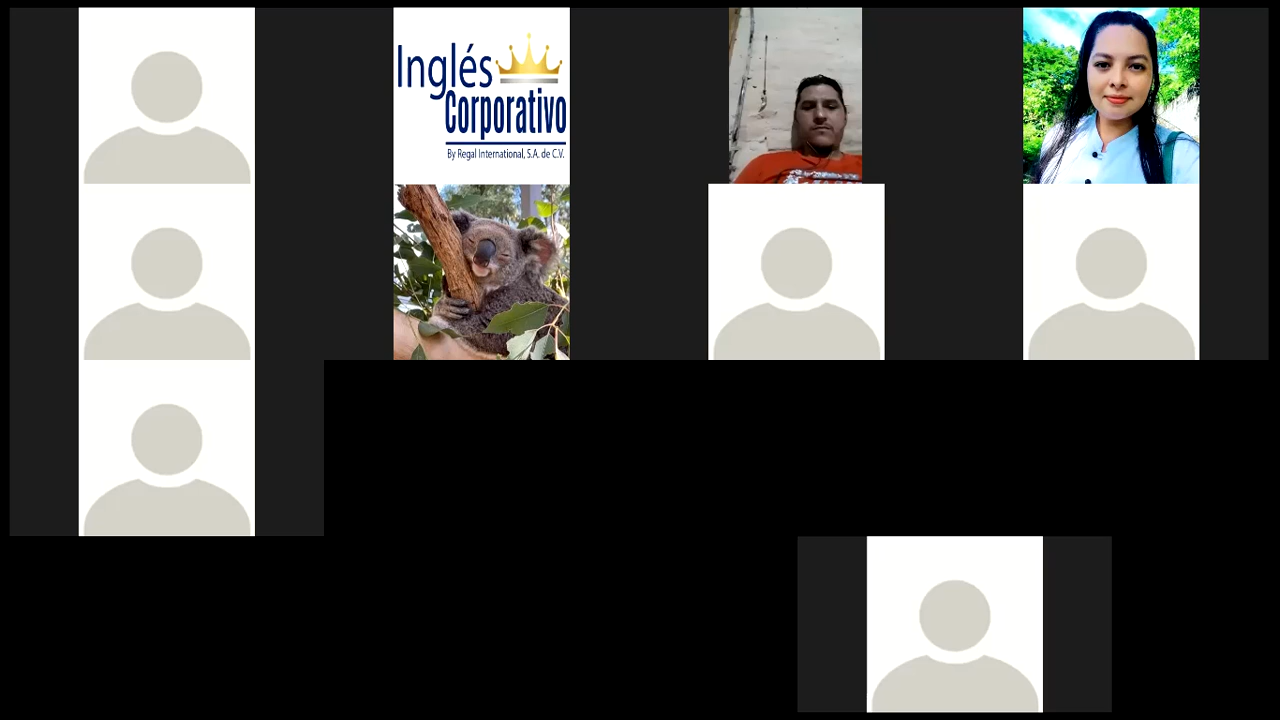 Inglés
Corporativo
By Regal International, S.A. de C.V.